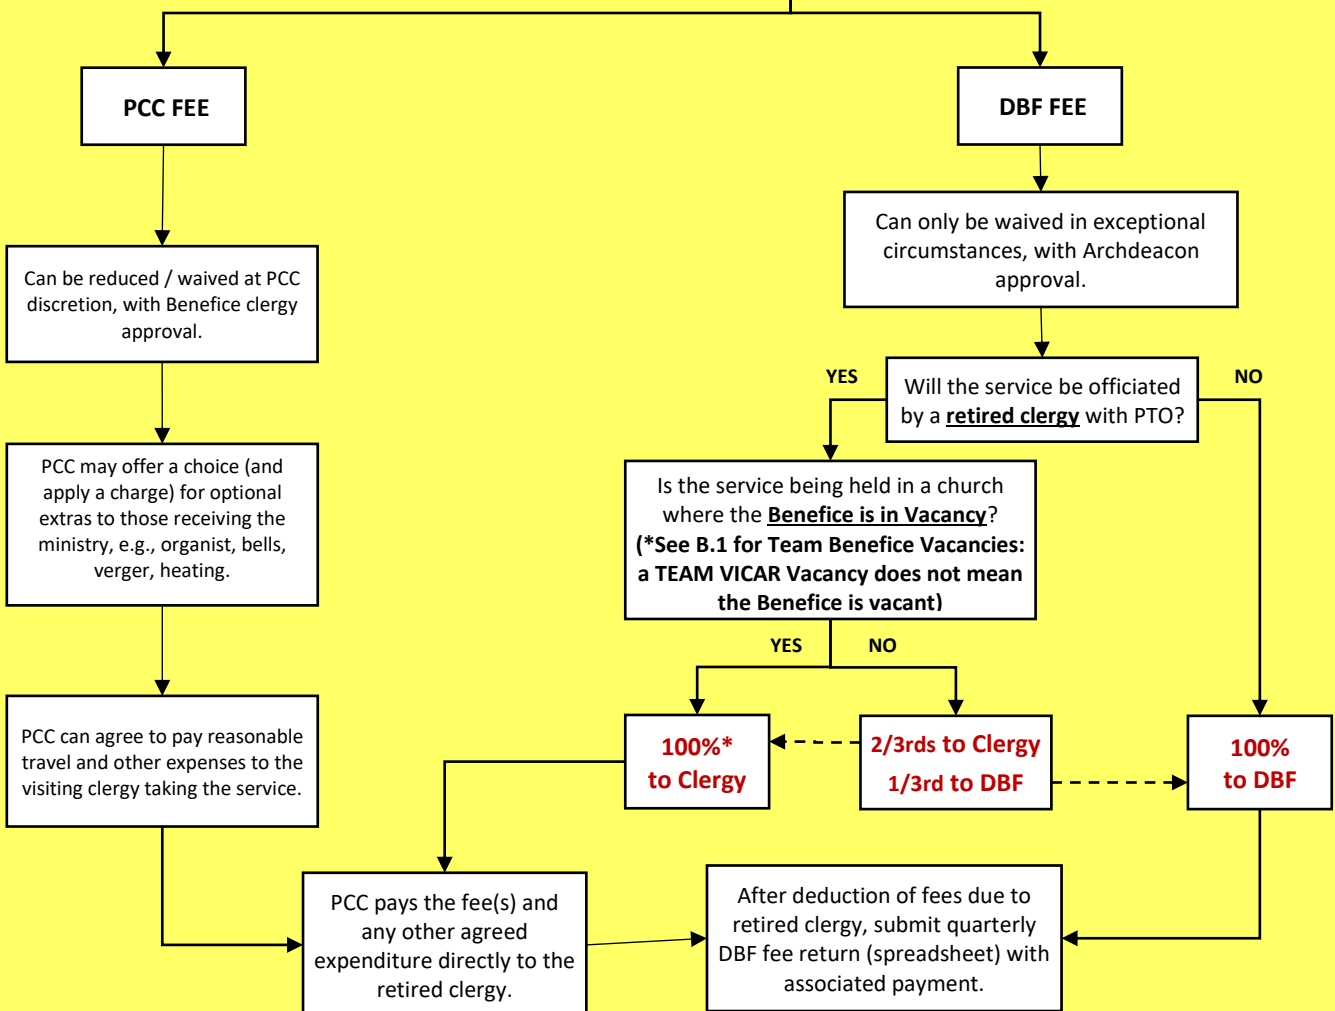 PCC FEE
DBF FEE
Can be reduced / waived at PCC
discretion, with Benefice clergy
approval.
Can only be waived in exceptional
circumstances, with Archdeacon
approval.
YES
Will the service be officiated
by a retired clergy with PTO?
NO
PCC may offer a choice (and
apply a charge) for optional
extras to those receiving the
ministry, e.g., organist, bells,
verger, heating.
Is the service being held in a church
where the Benefice is in Vacancy?
(*See B.1 for Team Benefice Vacancies:
a TEAM VICAR Vacancy does not mean
the Benefice is vacant)
YES
NO
PCC can agree to pay reasonable
travel and other expenses to the
visiting clergy taking the service.
100%*
to Clergy
2/3rds to Clergy
1/3rd to DBF
100%
to DBF
PCC pays the fee(s) and
any other agreed
expenditure directly to the
retired clergy.
After deduction of fees due to
retired clergy, submit quarterly
DBF fee return (spreadsheet) with
associated payment.